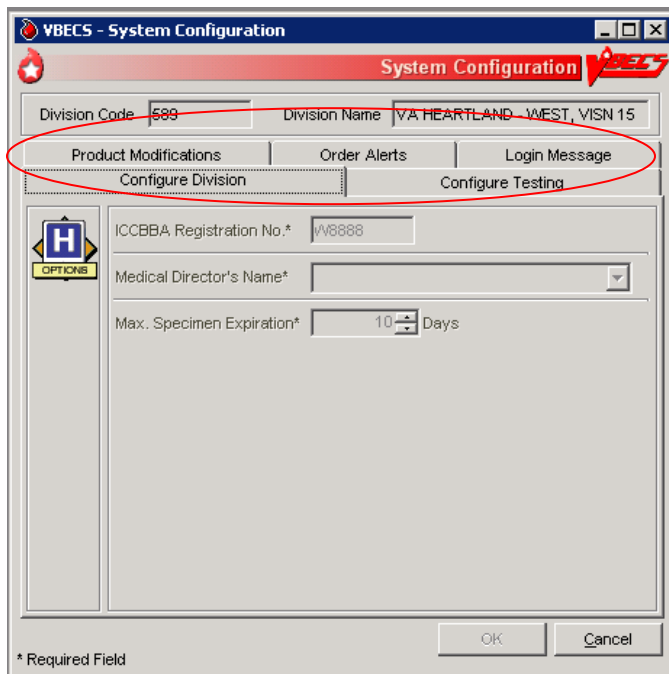 VBECS - System Configuration
System Configuration VBECS
Division Code 589 Division Name VA HEARTLAND - WEST, VISN 15
Product Modifications Order Alerts Login Message
Configure Division Configure Testing
H
OPTIONS
ICCBBA Registration No.* W8888
Medical Director's Name*
Max. Specimen Expiration* 10 Days
OK Cancel
* Required Field